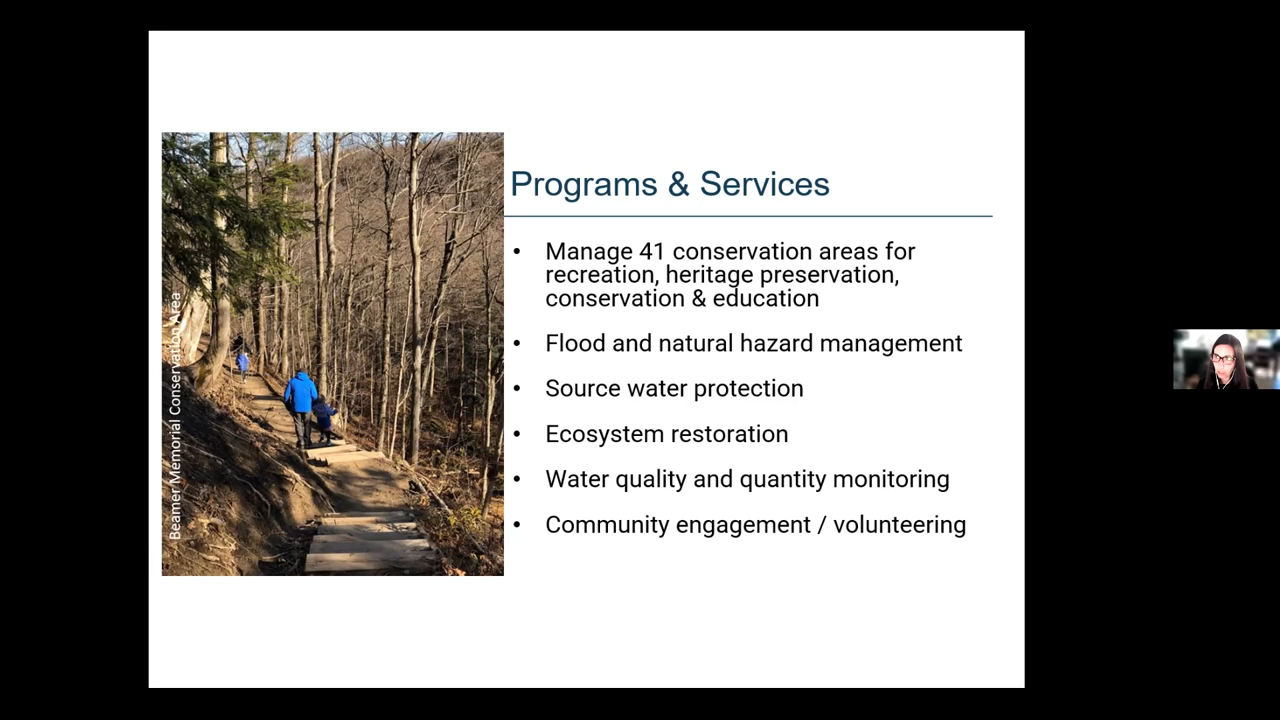 Programs & Services
• Manage 41 conservation areas for
recreation, heritage preservation,
conservation & education
• Flood and natural hazard management
• Source water protection
• Ecosystem restoration
• Water quality and quantity monitoring
• Community engagement / volunteering
Beamer Memorial Conservation Area